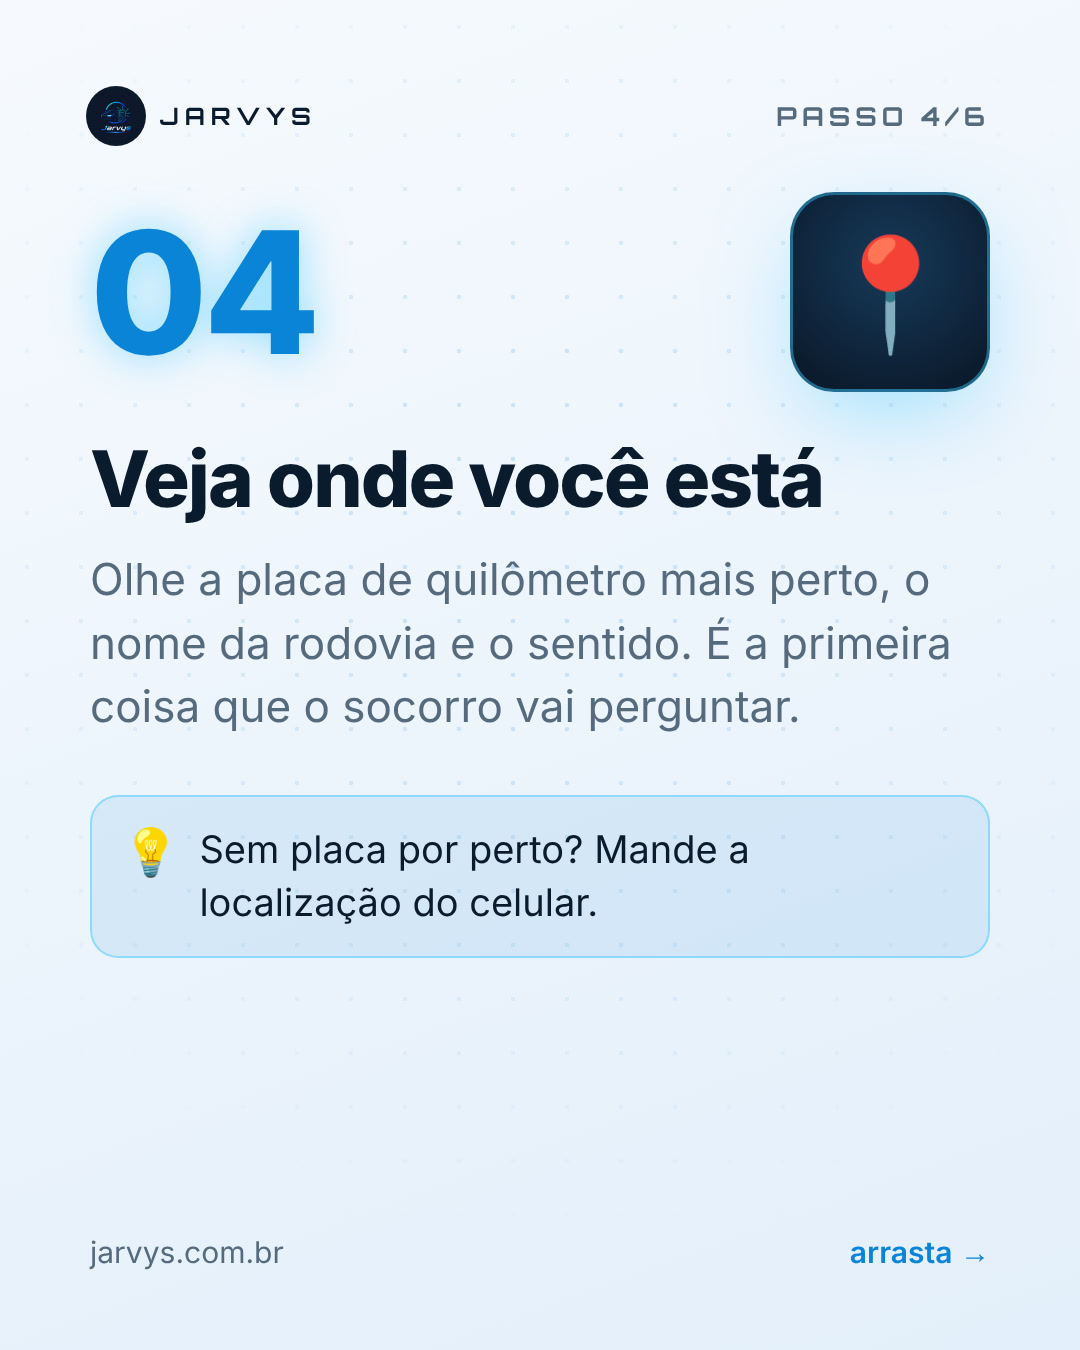 Jarvys
JARVYS
PASSO 4/6
04
Veja onde você está
Olhe a placa de quilômetro mais perto, o
nome da rodovia e o sentido. É a primeira
coisa que o socorro vai perguntar.
Sem placa por perto? Mande a
localização do celular.
jarvys.com.br
arrasta →